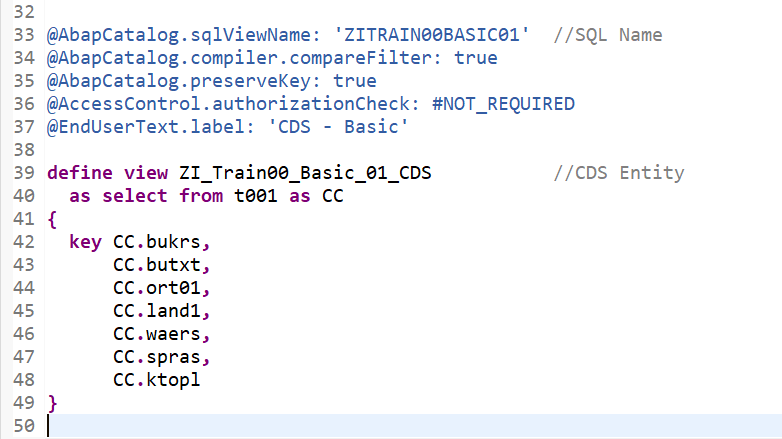 32
33 @AbapCatalog.sqlViewName: 'ZITRAIN00BASIC01'  //SQL Name
34 @AbapCatalog.compiler.compareFilter: true
35 @AbapCatalog.preserveKey: true
36 @AccessControl.authorizationCheck: #NOT_REQUIRED
37 @EndUserText.label: 'CDS - Basic'
38
39 define view ZI_Train00_Basic_01_CDS           //CDS Entity
40   as select from t001 as CC
41 {
42   key CC.bukrs,
43       CC.butxt,
44       CC.ort01,
45       CC.land1,
46       CC.waers,
47       CC.spras,
48       CC.ktopl
49 }
50